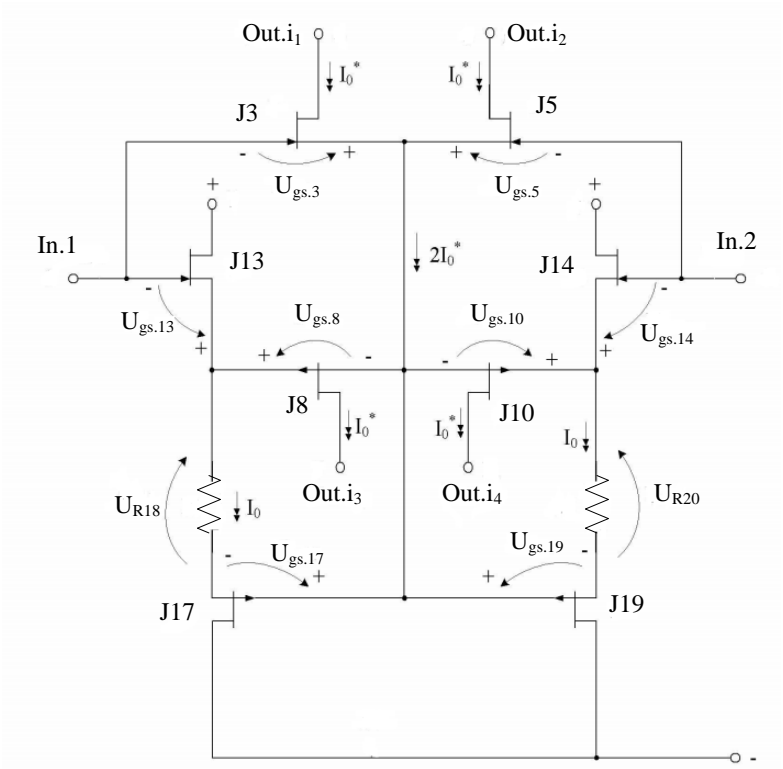 Out.i₁ Out.i₂
I₀* I₀*
J3 J5
- + + -
Ugs.3 Ugs.5
+ +
In.1 In.2
J13 2I₀* J14
- -
Ugs.13 Ugs.8 Ugs.10 Ugs.14
+ + - - + +
J8 J10
I₀* I₀* I₀
Out.i₃ Out.i₄
UR18 I₀ UR20
- Ugs.17 Ugs.19 -
+ +
J17 J19
-